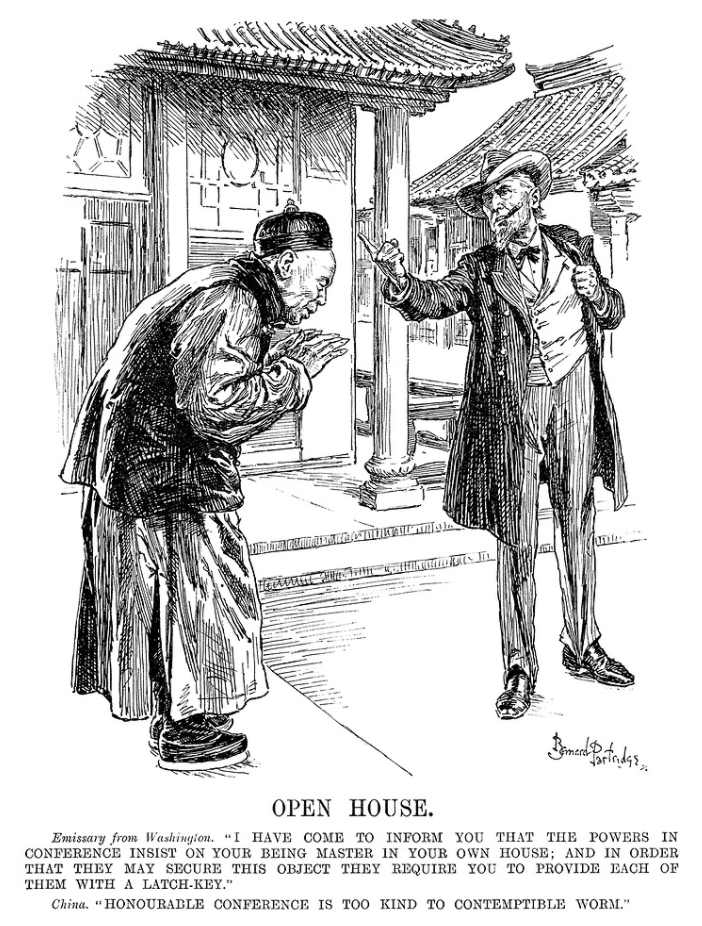 Bernard Partridge
OPEN HOUSE.
Emissary from Washington. "I HAVE COME TO INFORM YOU THAT THE POWERS IN
CONFERENCE INSIST ON YOUR BEING MASTER IN YOUR OWN HOUSE; AND IN ORDER
THAT THEY MAY SECURE THIS OBJECT THEY REQUIRE YOU TO PROVIDE EACH OF
THEM WITH A LATCH-KEY."
China. "HONOURABLE CONFERENCE IS TOO KIND TO CONTEMPTIBLE WORM."